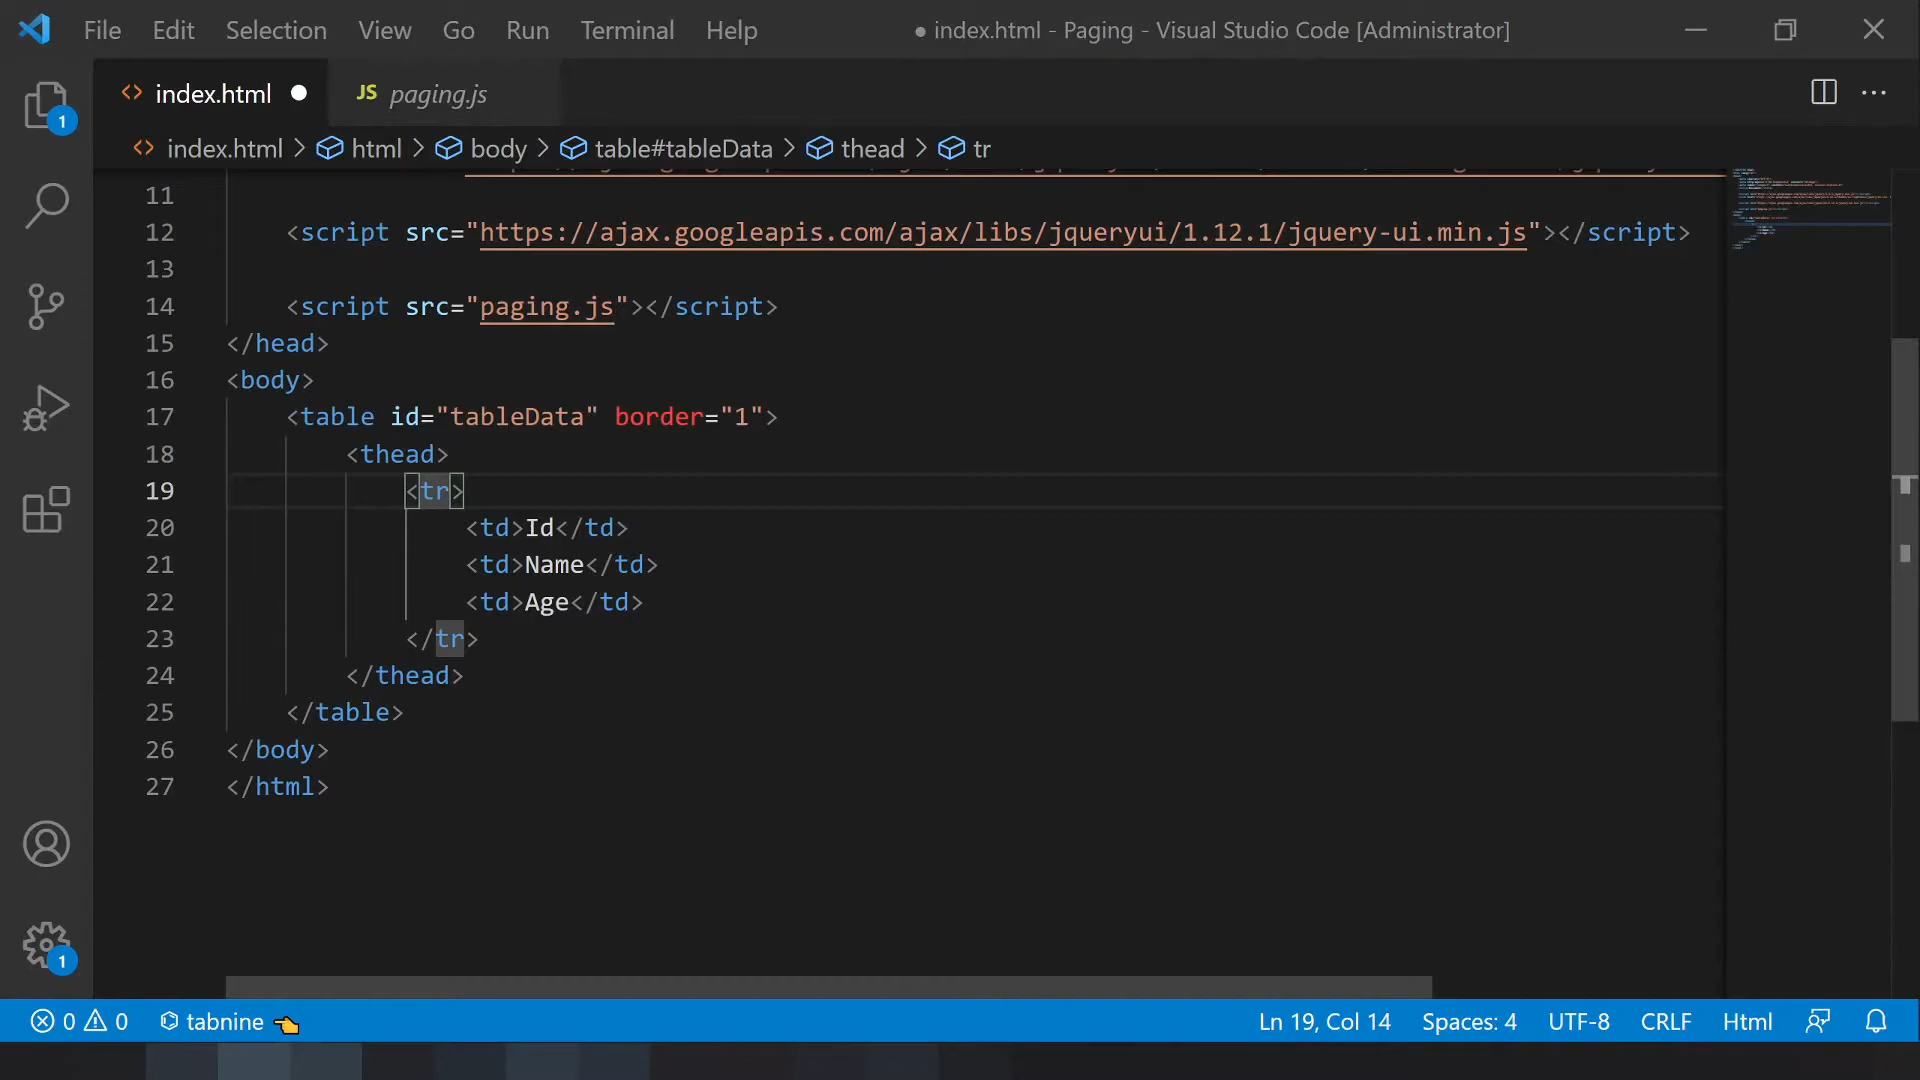 File Edit Selection View Go Run Terminal Help ● index.html - Paging - Visual Studio Code [Administrator]
<> index.html ● JS paging.js
1
<> index.html > html > body > table#tableData > thead > tr
11
12 <script src="https://ajax.googleapis.com/ajax/libs/jqueryui/1.12.1/jquery-ui.min.js"></script>
13
14 <script src="paging.js"></script>
15 </head>
16 <body>
17 <table id="tableData" border="1">
18 <thead>
19 <tr>
20 <td>Id</td>
21 <td>Name</td>
22 <td>Age</td>
23 </tr>
24 </thead>
25 </table>
26 </body>
27 </html>
1
0 0 tabnine Ln 19, Col 14 Spaces: 4 UTF-8 CRLF Html